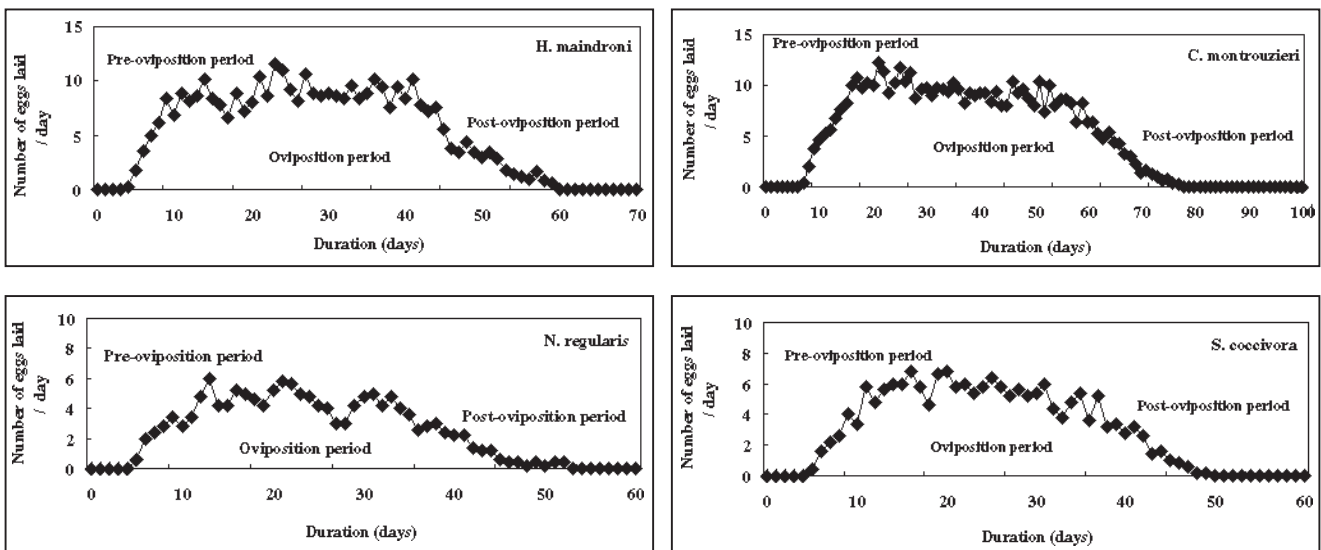 H. maindroni
Pre-oviposition period
Oviposition period
Post-oviposition period
Number of eggs laid
/ day
15
10
5
0
0 10 20 30 40 50 60 70
Duration (days)
C. montrouzieri
Pre-oviposition period
Oviposition period
Post-oviposition period
Number of eggs laid
/ day
15
10
5
0
0 10 20 30 40 50 60 70 80 90 100
Duration (days)
N. regularis
Pre-oviposition period
Oviposition period
Post-oviposition period
Number of eggs laid
/ day
10
8
6
4
2
0
0 10 20 30 40 50 60
Duration (days)
S. coccivora
Pre-oviposition period
Oviposition period
Post-oviposition period
Number of eggs laid
/ day
10
8
6
4
2
0
0 10 20 30 40 50 60
Duration (days)